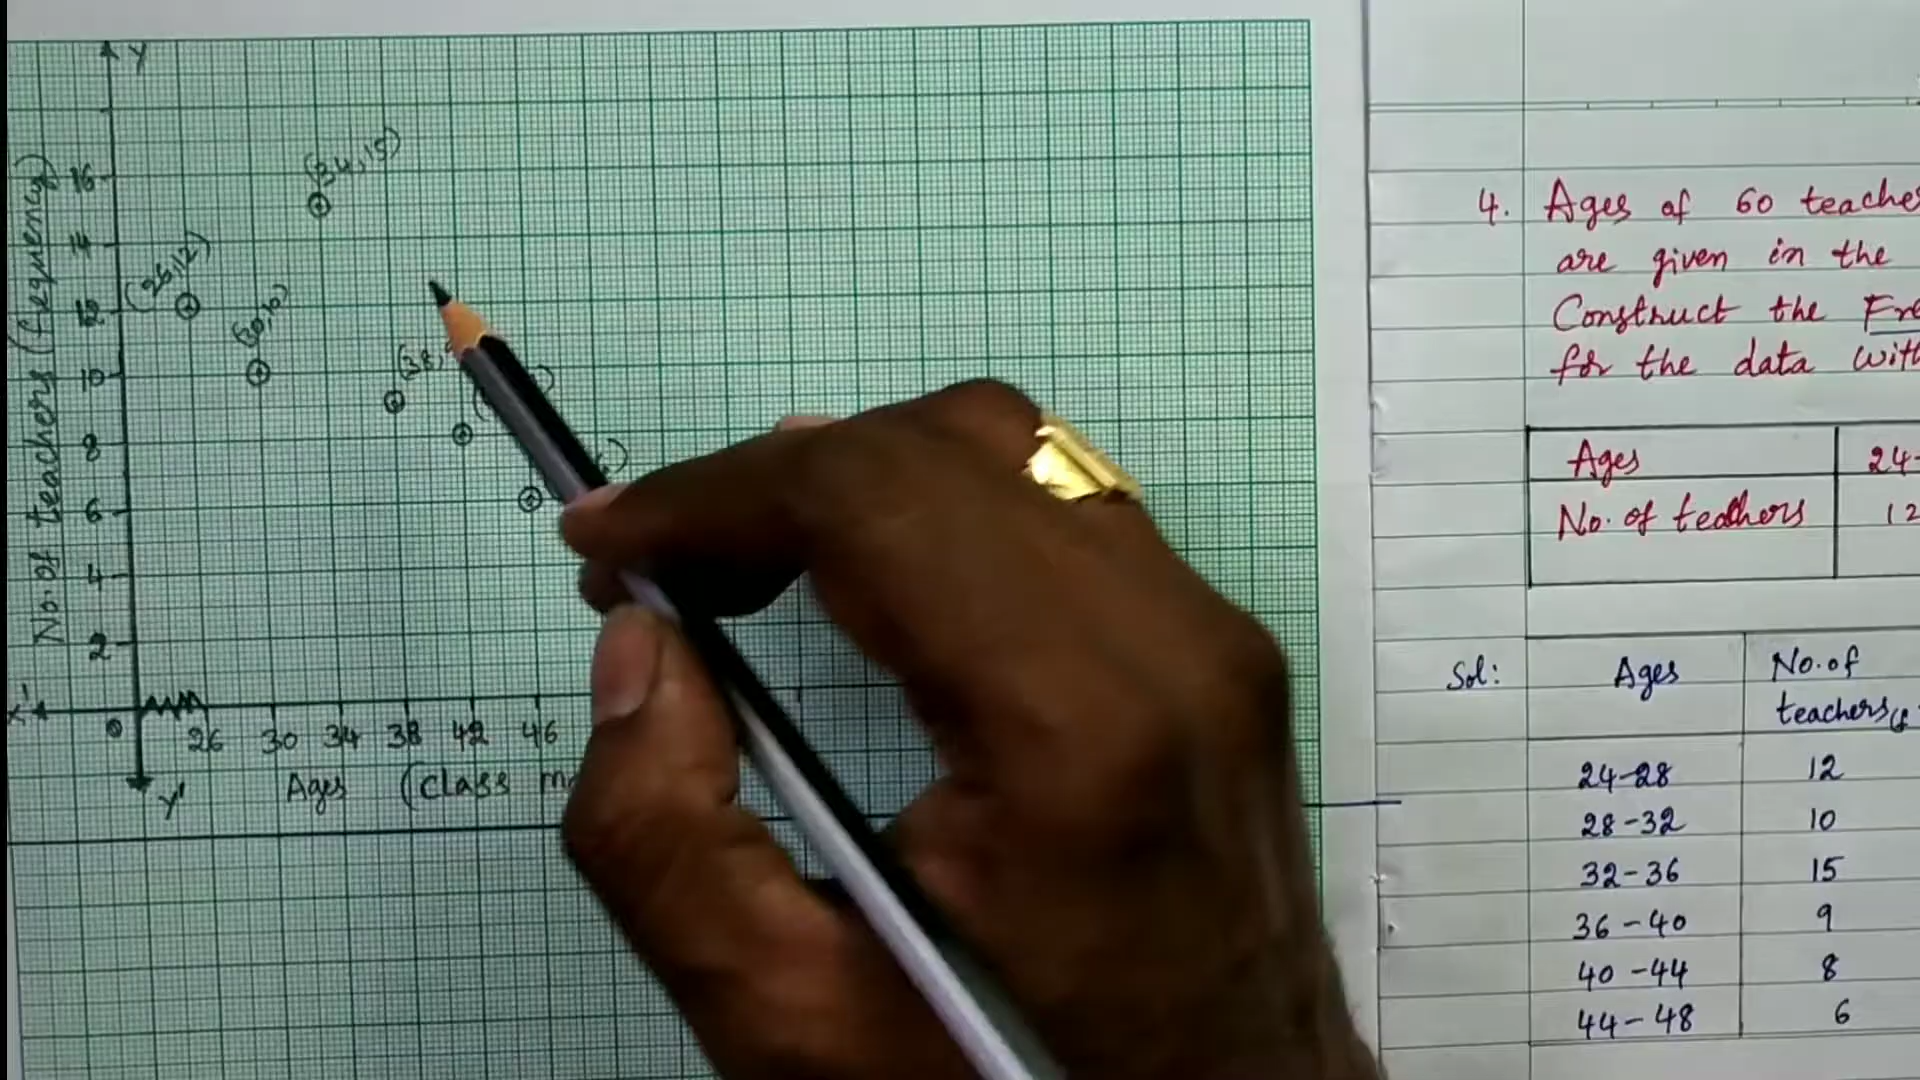 Y
(34,15)
16
14
(26,12)
12
(30,10)
10
(38,
8
6
4
2
No. of teachers (frequency)
X'
0 26 30 34 38 42 46
Ages (class
Y'
4. Ages of 60 teache
are given in the
Construct the Fre
for the data with
Ages 24-
No. of teachers 12
Sol: Ages No. of
teachers(f
24-28 12
28-32 10
32-36 15
36-40 9
40-44 8
44-48 6